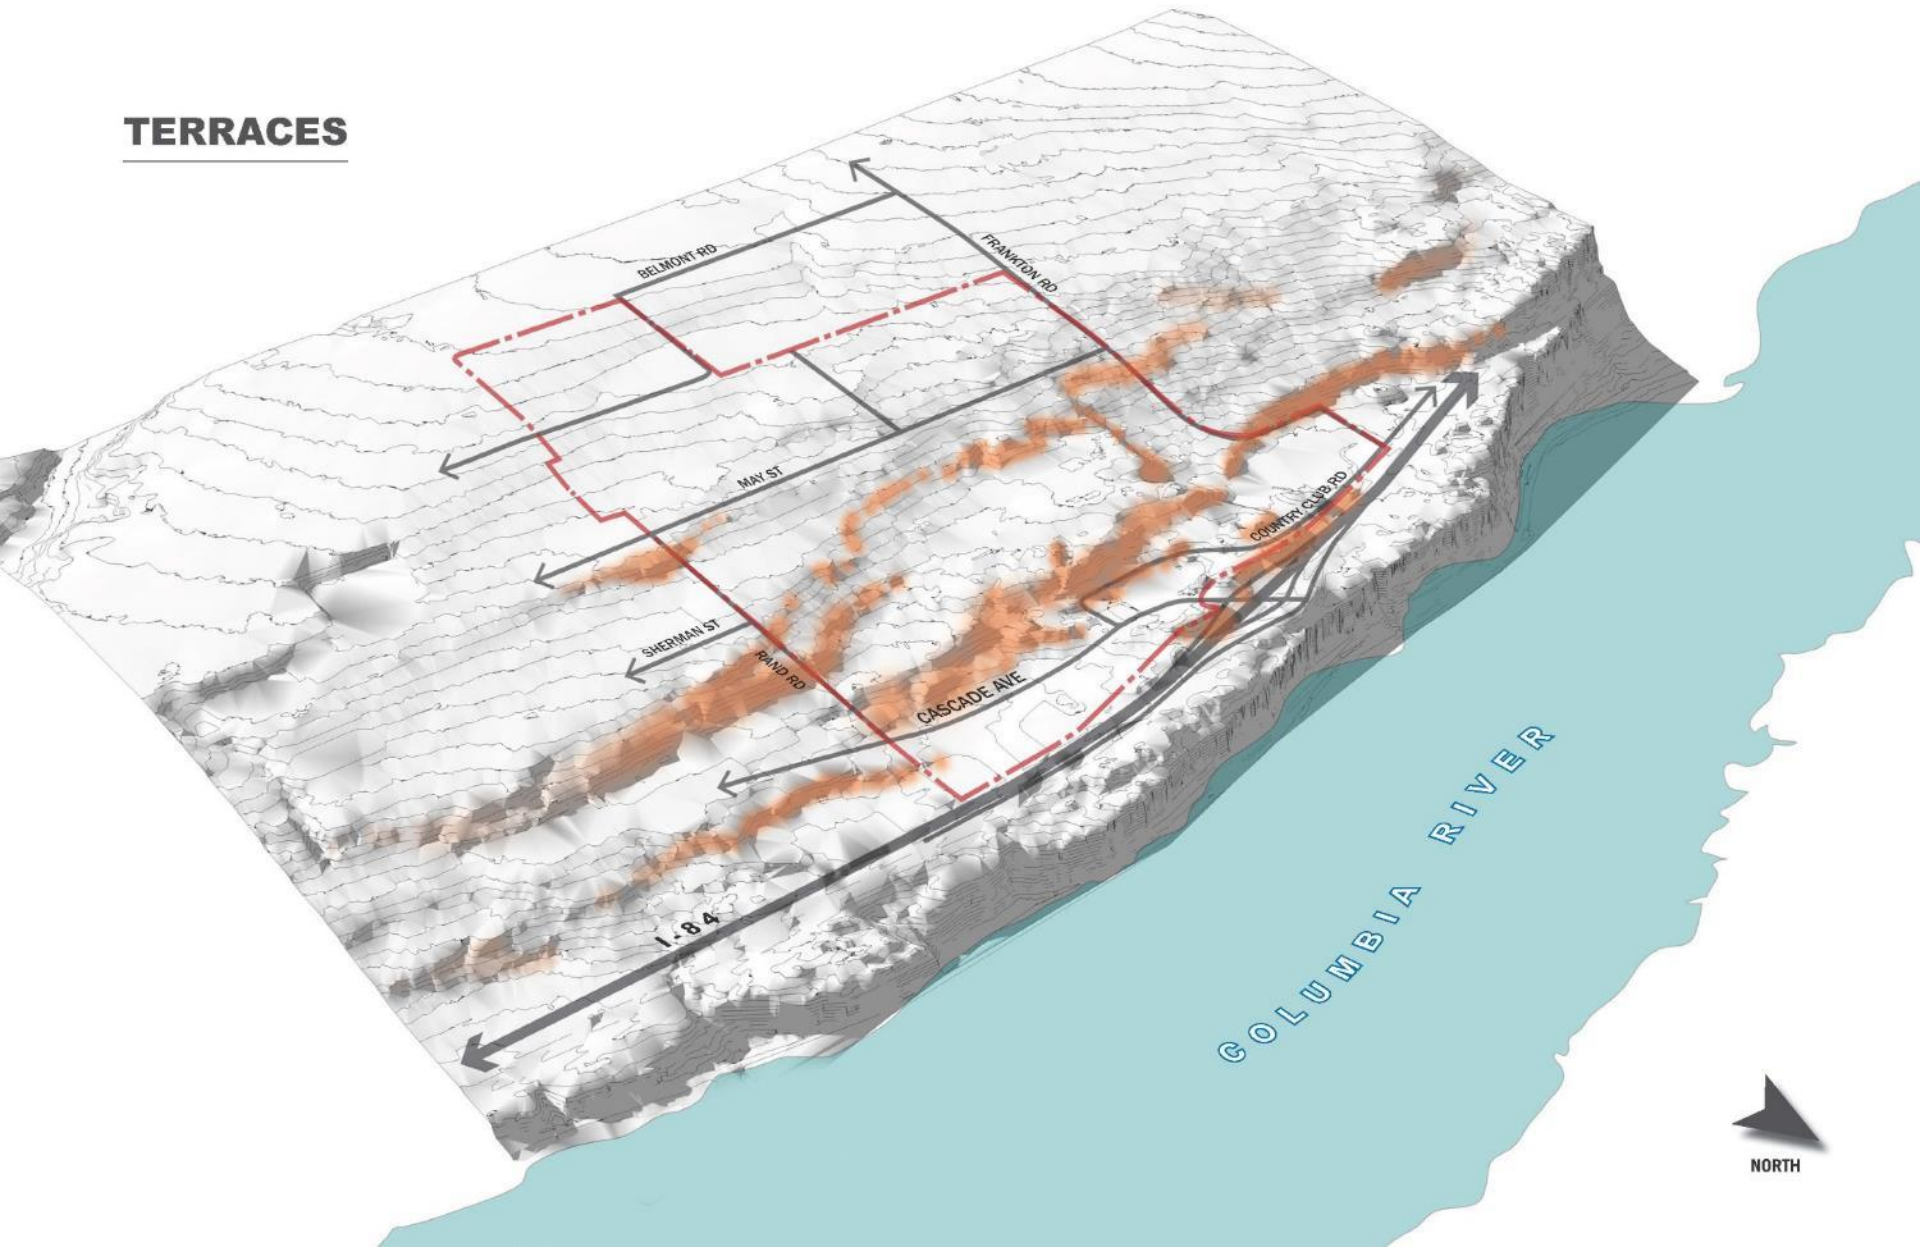 TERRACES
BELMONT RD
FRANKTON RD
MAY ST
COUNTRY CLUB RD
SHERMAN ST
RAND RD
CASCADE AVE
I-84
COLUMBIA RIVER
NORTH